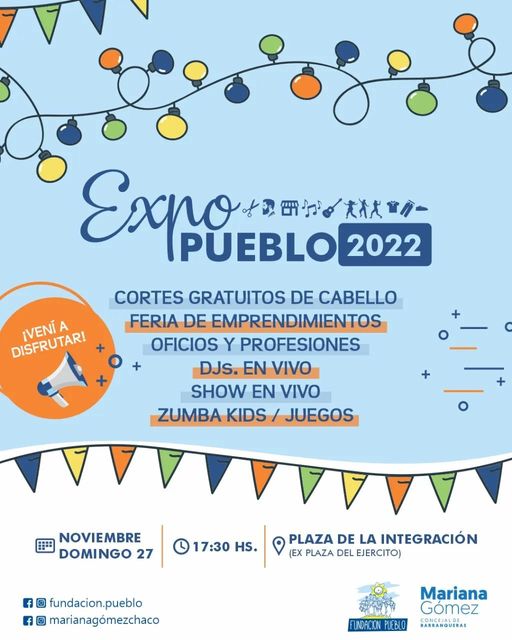 Expo
PUEBLO 2022
CORTES GRATUITOS DE CABELLO
FERIA DE EMPRENDIMIENTOS
OFICIOS Y PROFESIONES
DJs. EN VIVO
SHOW EN VIVO
ZUMBA KIDS / JUEGOS
¡VENÍ A
DISFRUTAR!
NOVIEMBRE
DOMINGO 27
17:30 HS.
PLAZA DE LA INTEGRACIÓN
(EX PLAZA DEL EJERCITO)
fundacion.pueblo
marianagómezchaco
FUNDACIÓN PUEBLO
Mariana
Gómez
CONCEJAL DE
BARRANQUERAS